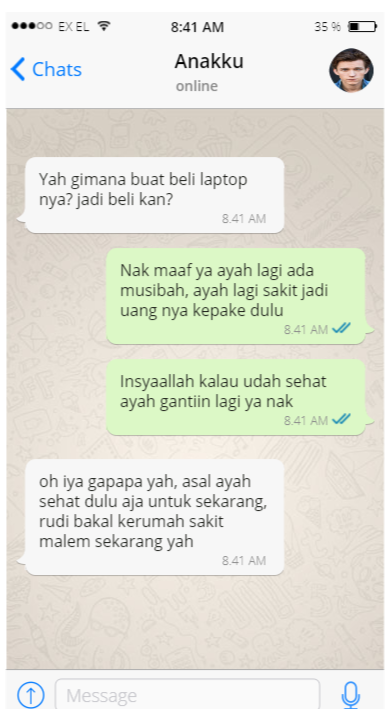 EX EL 8:41 AM 35 %
Chats Anakku
online
Yah gimana buat beli laptop
nya? jadi beli kan?
8.41 AM
Nak maaf ya ayah lagi ada
musibah, ayah lagi sakit jadi
uang nya kepake dulu
8.41 AM
Insyaallah kalau udah sehat
ayah gantiin lagi ya nak
8.41 AM
oh iya gapapa yah, asal ayah
sehat dulu aja untuk sekarang,
rudi bakal kerumah sakit
malem sekarang yah
8.41 AM
Message